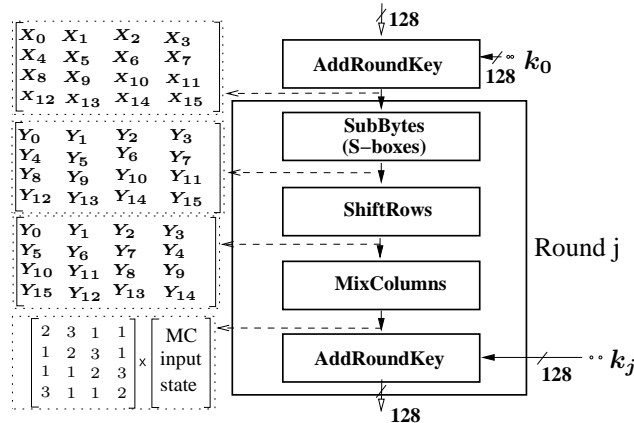 128
AddRoundKey
128
k₀
X₀ X₁ X₂ X₃
X₄ X₅ X₆ X₇
X₈ X₉ X₁₀ X₁₁
X₁₂ X₁₃ X₁₄ X₁₅
SubBytes
(S-boxes)
Y₀ Y₁ Y₂ Y₃
Y₄ Y₅ Y₆ Y₇
Y₈ Y₉ Y₁₀ Y₁₁
Y₁₂ Y₁₃ Y₁₄ Y₁₅
ShiftRows
Y₀ Y₁ Y₂ Y₃
Y₅ Y₆ Y₇ Y₄
Y₁₀ Y₁₁ Y₈ Y₉
Y₁₅ Y₁₂ Y₁₃ Y₁₄
Round j
MixColumns
2 3 1 1
1 2 3 1
1 1 2 3
3 1 1 2
x
MC
input
state
AddRoundKey
128
kⱼ
128